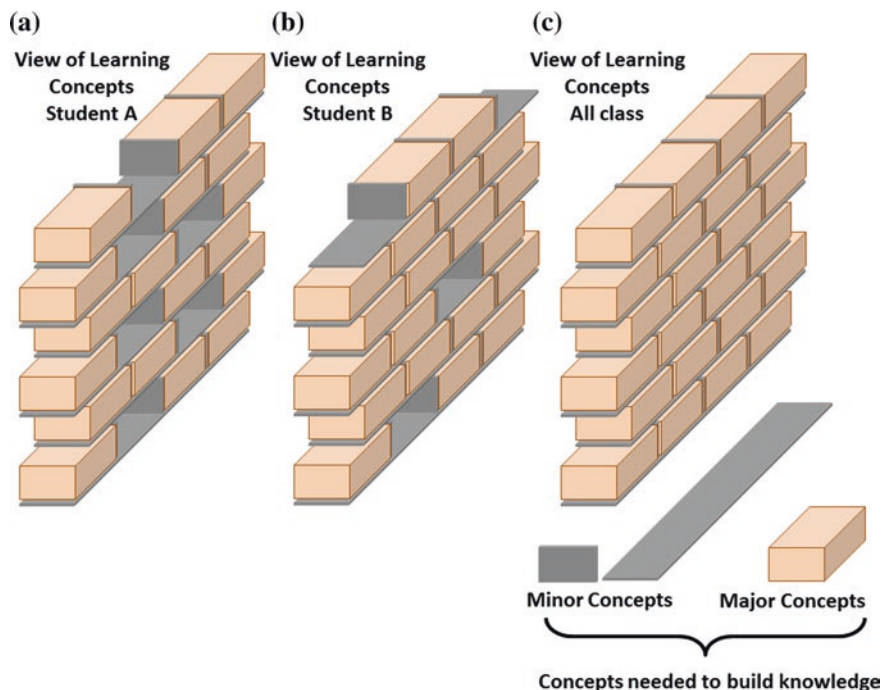 (a)
View of Learning
Concepts
Student A
(b)
View of Learning
Concepts
Student B
(c)
View of Learning
Concepts
All class
Minor Concepts
Major Concepts
Concepts needed to build knowledge